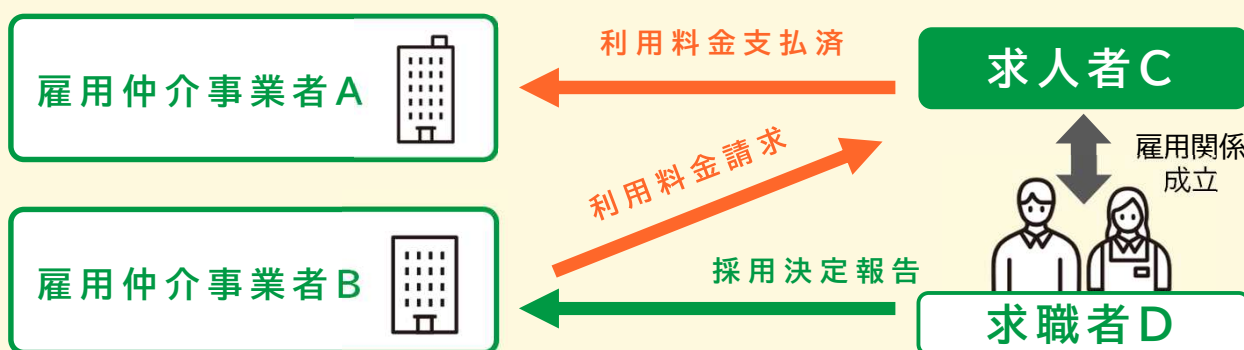 雇用仲介事業者A
利用料金支払済
求人者C
利用料金請求
雇用関係
成立
雇用仲介事業者B
採用決定報告
求職者D